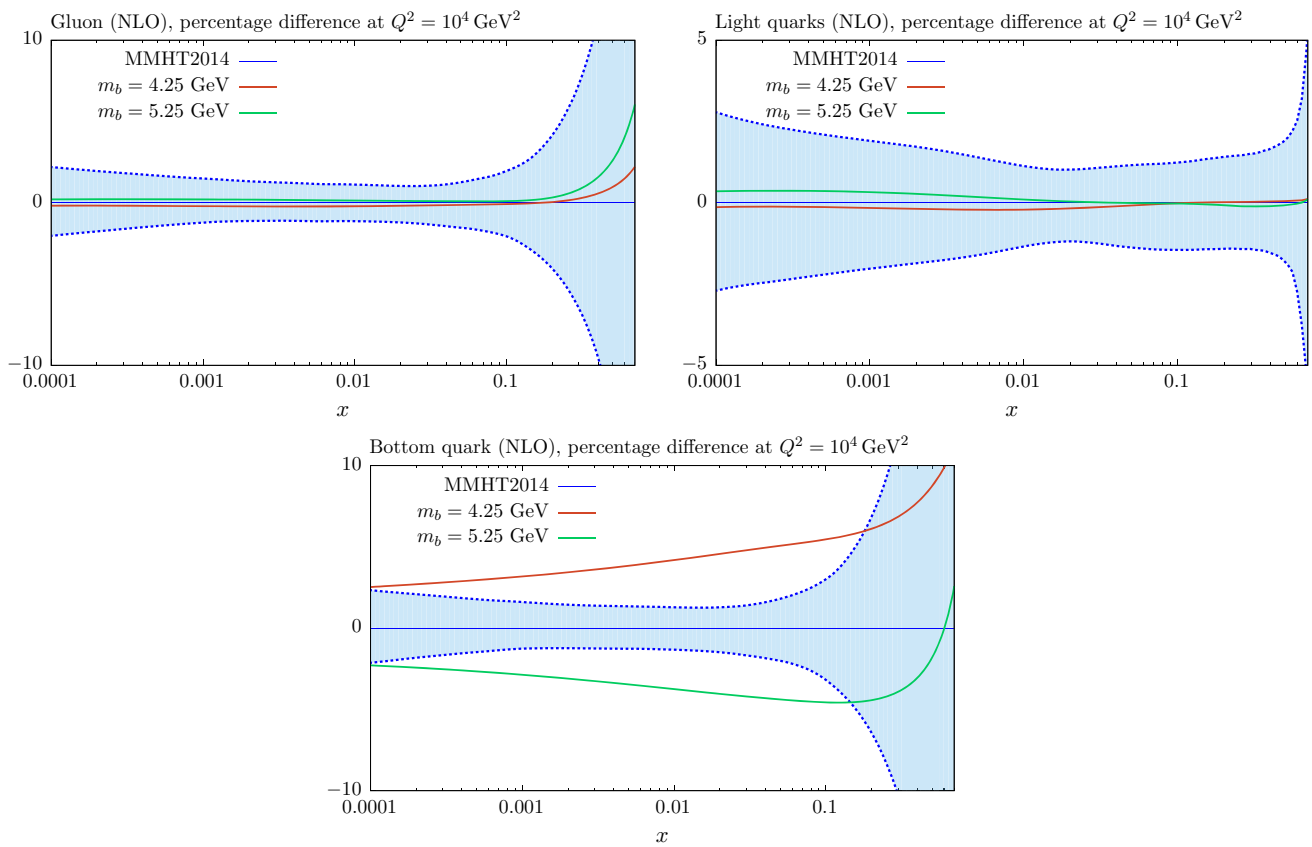 Gluon (NLO), percentage difference at $Q^2 = 10^4\,\mathrm{GeV}^2$
10
MMHT2014
$m_b = 4.25$ GeV
$m_b = 5.25$ GeV
0
−10
0.0001 0.001 0.01 0.1
$x$
Light quarks (NLO), percentage difference at $Q^2 = 10^4\,\mathrm{GeV}^2$
5
MMHT2014
$m_b = 4.25$ GeV
$m_b = 5.25$ GeV
0
−5
0.0001 0.001 0.01 0.1
$x$
Bottom quark (NLO), percentage difference at $Q^2 = 10^4\,\mathrm{GeV}^2$
10
MMHT2014
$m_b = 4.25$ GeV
$m_b = 5.25$ GeV
0
−10
0.0001 0.001 0.01 0.1
$x$